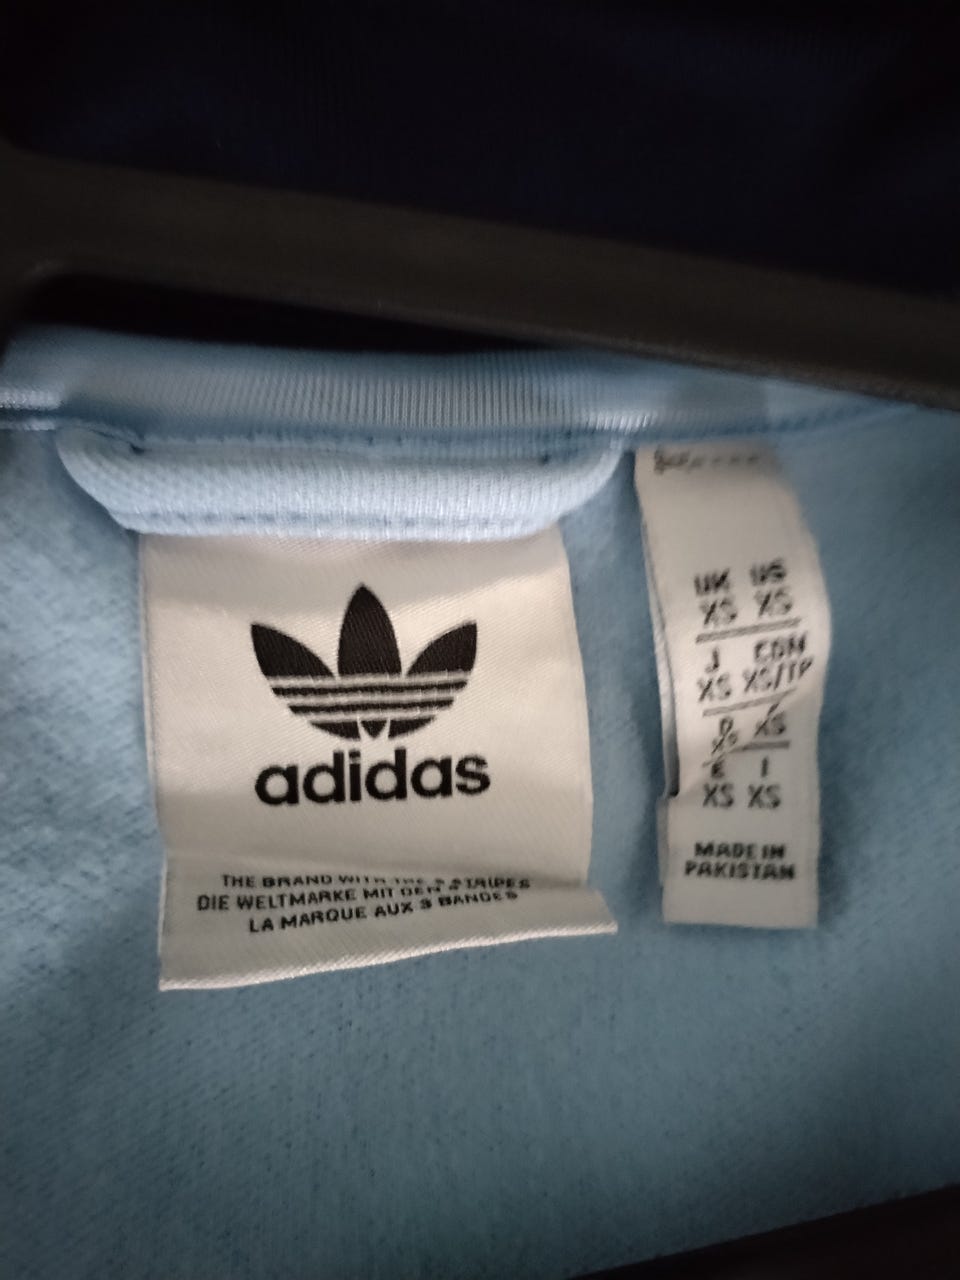 adidas
THE BRAND WITH THE 3 STRIPES
DIE WELTMARKE MIT DEN 3
LA MARQUE AUX 3 BANDES
UK US
XS XS
J CDN
XS XS/TP
D F
XS XS
E I
XS XS
MADE IN
PAKISTAN